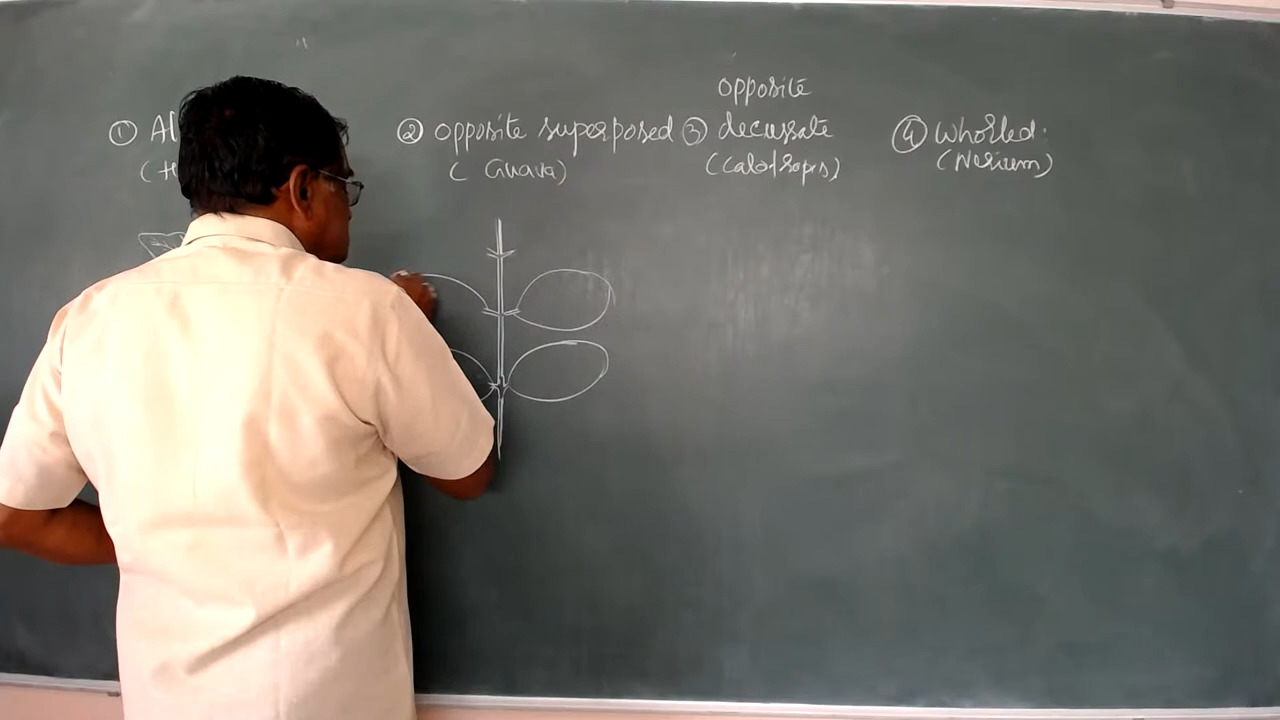 ① Al
(H
② opposite superposed
( Guava)
③ opposite
decussate
(Calotropis)
④ Whorled.
(Nerium)